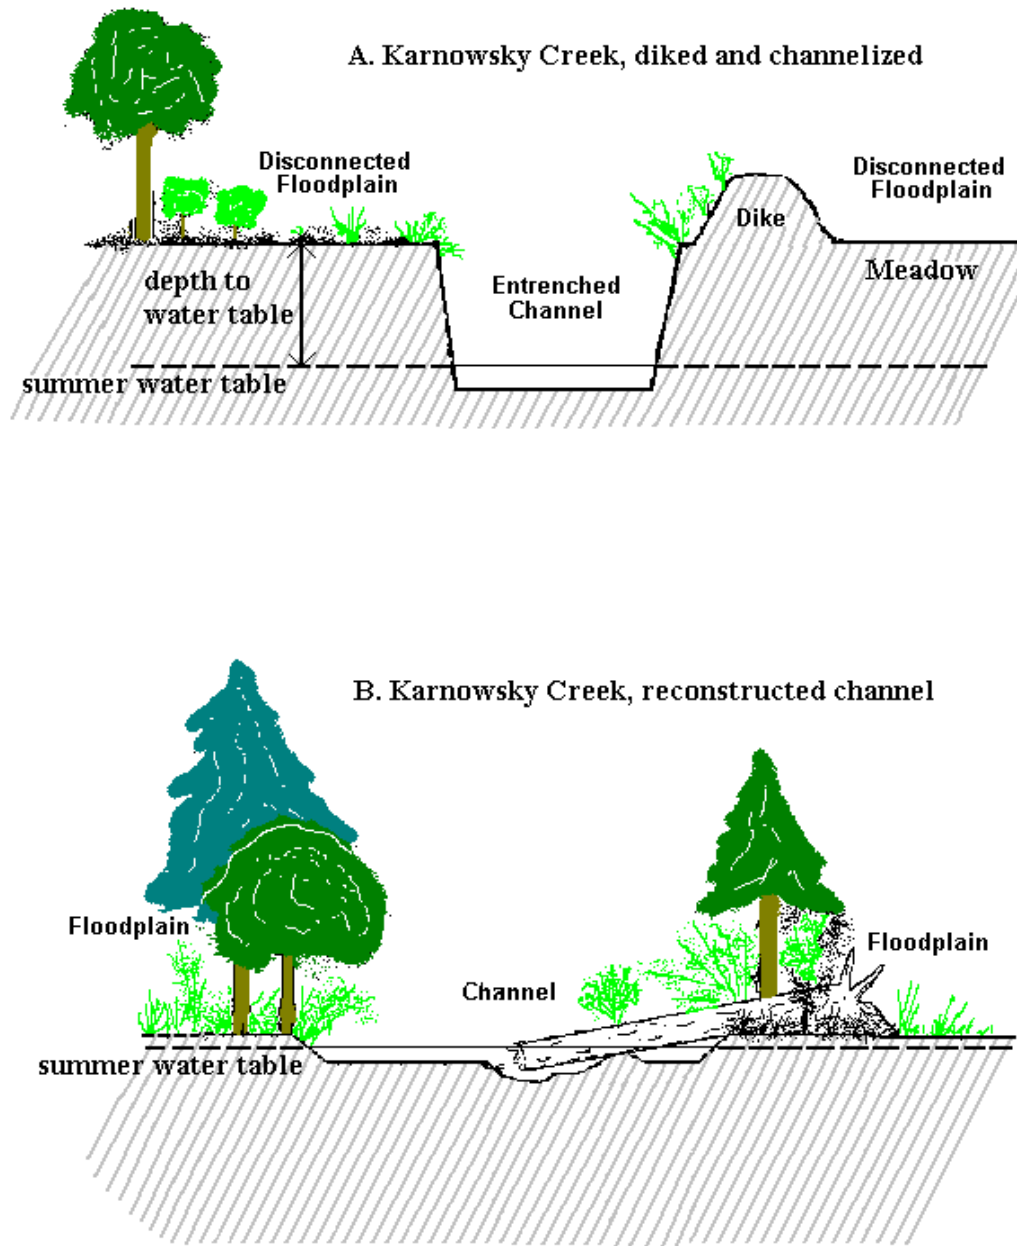 A. Karnowsky Creek, diked and channelized
Disconnected
Floodplain
Disconnected
Floodplain
Dike
depth to
water table
Entrenched
Channel
Meadow
summer water table
B. Karnowsky Creek, reconstructed channel
Floodplain
Floodplain
Channel
summer water table